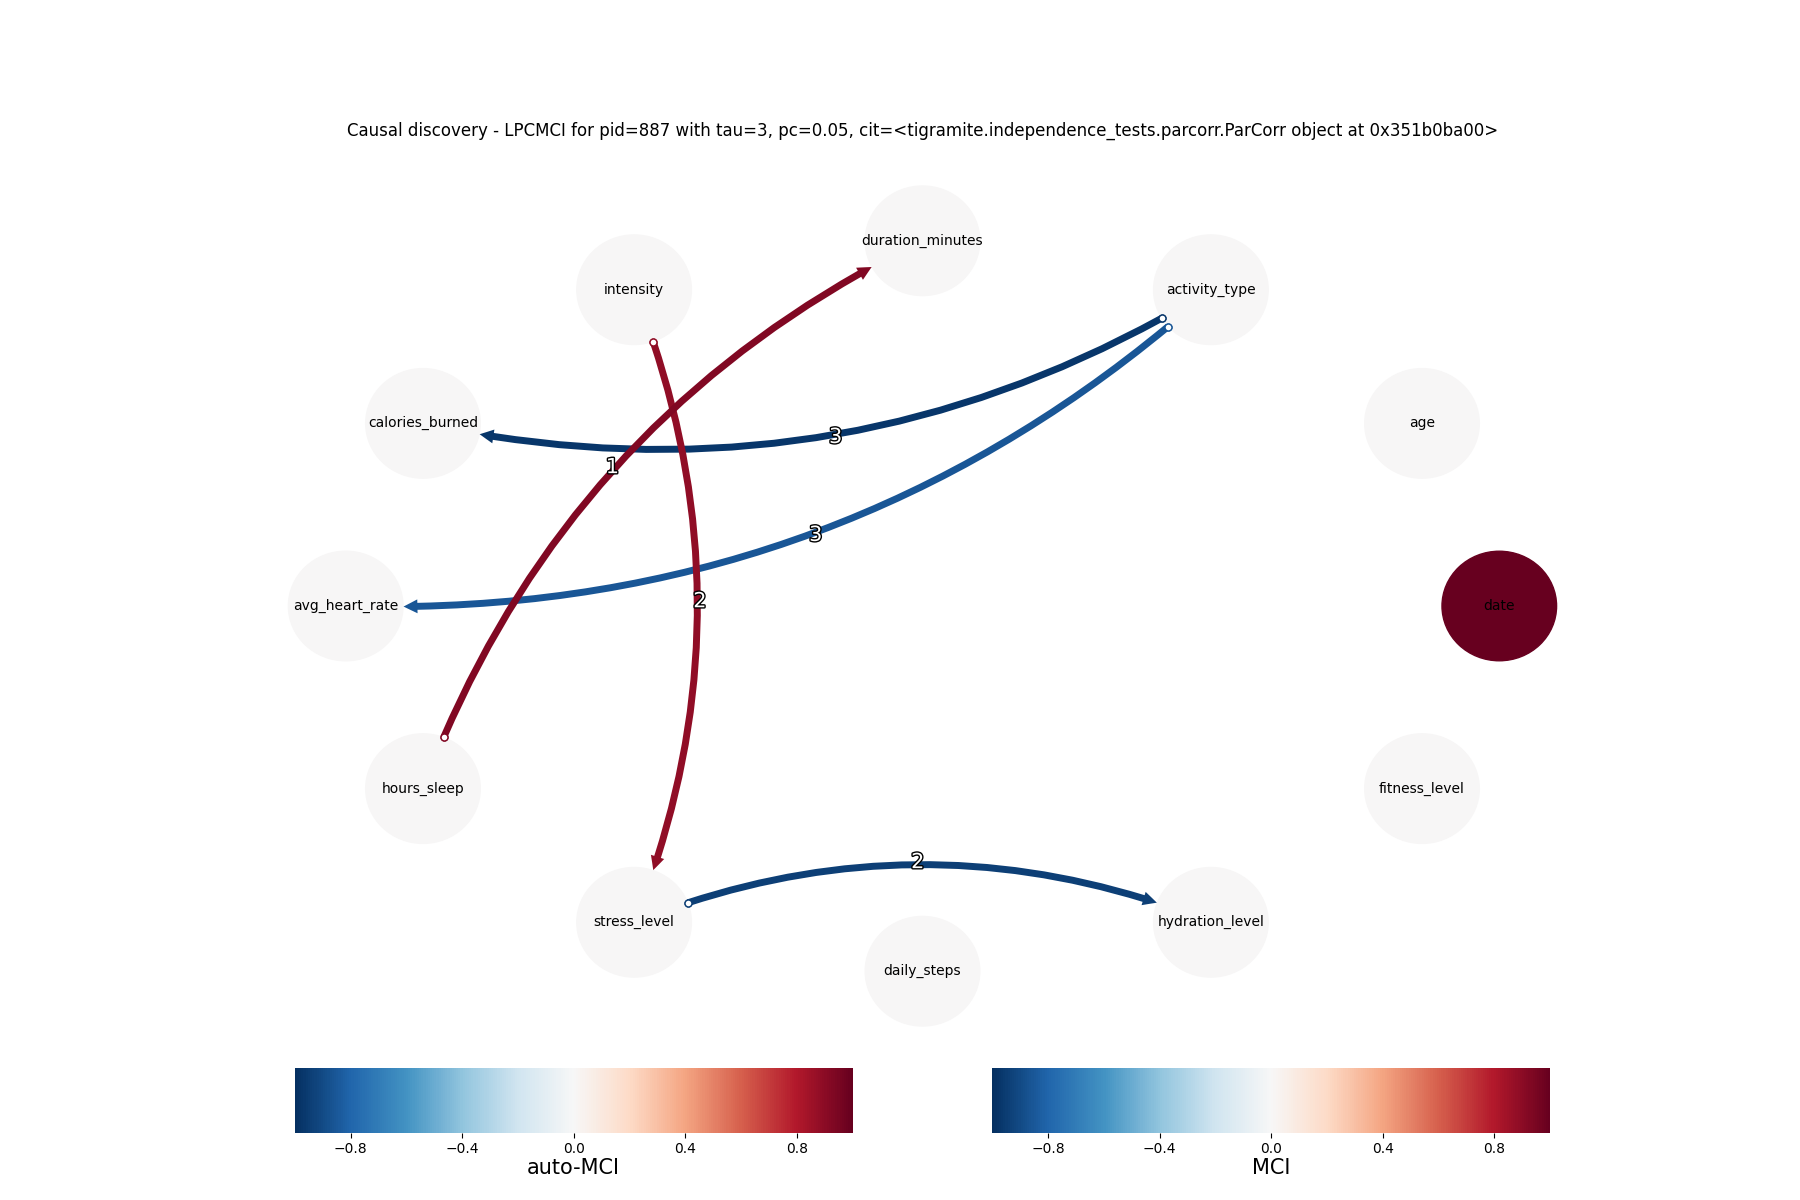 Causal discovery - LPCMCI for pid=887 with tau=3, pc=0.05, cit=<tigramite.independence_tests.parcorr.ParCorr object at 0x351b0ba00>
duration_minutes
intensity
activity_type
calories_burned
age
3
1
3
avg_heart_rate
date
2
hours_sleep
fitness_level
2
stress_level
hydration_level
daily_steps
−0.8 −0.4 0.0 0.4 0.8
auto-MCI
−0.8 −0.4 0.0 0.4 0.8
MCI